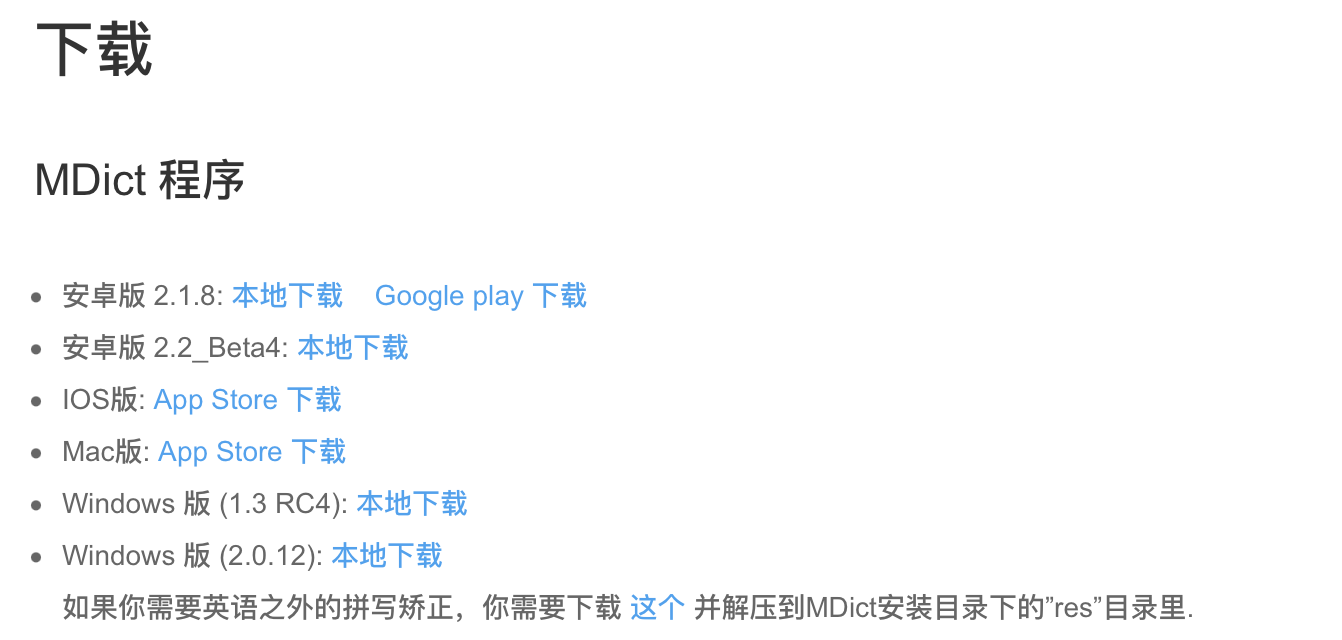 下载
MDict 程序
安卓版 2.1.8: 本地下载 Google play 下载
安卓版 2.2_Beta4: 本地下载
IOS版: App Store 下载
Mac版: App Store 下载
Windows 版 (1.3 RC4): 本地下载
Windows 版 (2.0.12): 本地下载
如果你需要英语之外的拼写矫正，你需要下载 这个 并解压到MDict安装目录下的”res”目录里.